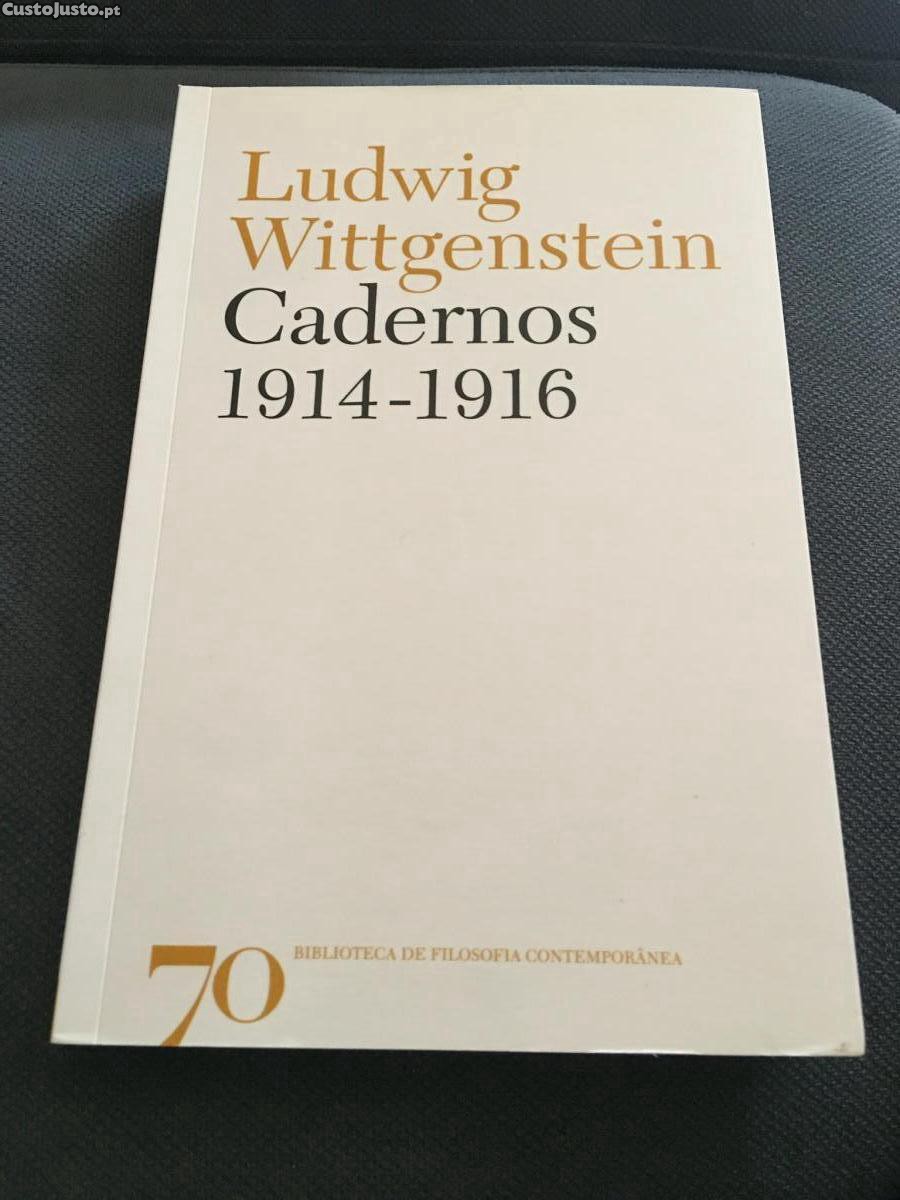 CustoJusto.pt
Ludwig
Wittgenstein
Cadernos
1914-1916
70
BIBLIOTECA DE FILOSOFIA CONTEMPORÂNEA